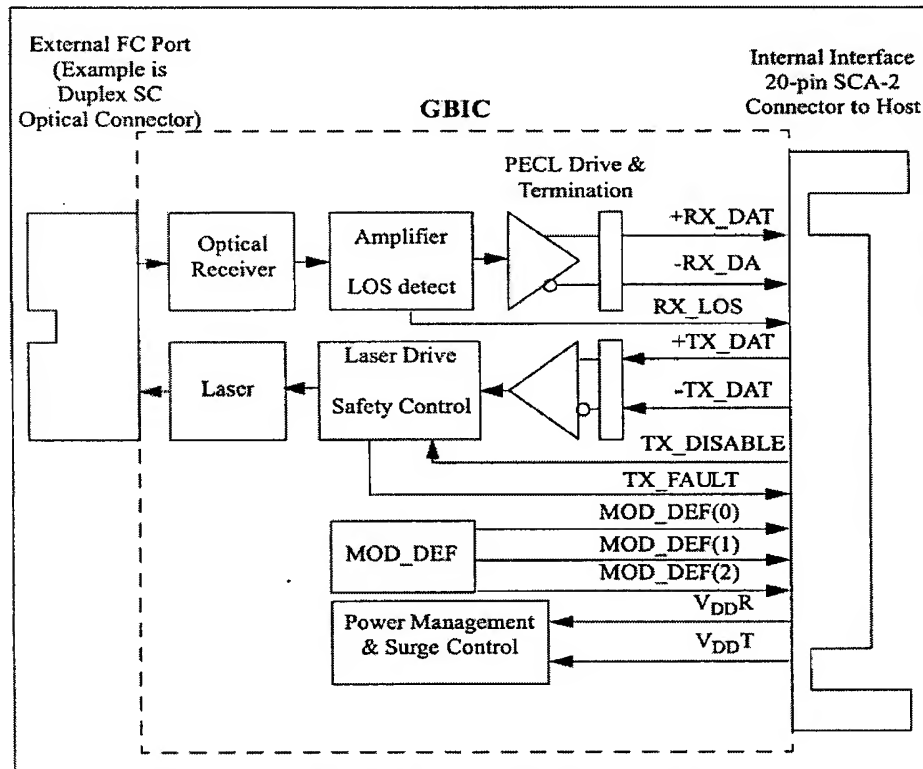 External FC Port
(Example is
Duplex SC
Optical Connector)
Internal Interface
20-pin SCA-2
Connector to Host
GBIC
PECL Drive &
Termination
Optical
Receiver
Amplifier
LOS detect
+RX_DAT
-RX_DA
RX_LOS
Laser
Laser Drive
Safety Control
+TX_DAT
-TX_DAT
TX_DISABLE
TX_FAULT
MOD_DEF
MOD_DEF(0)
MOD_DEF(1)
MOD_DEF(2)
Power Management
& Surge Control
VDDR
VDDT